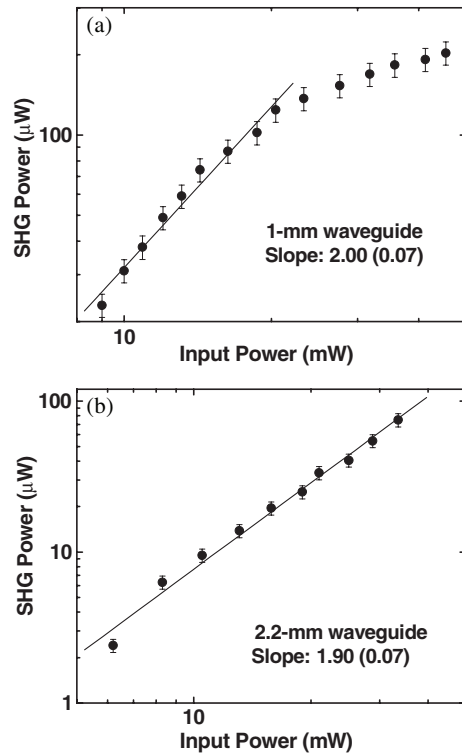 (a)
SHG Power (μW)
100
1-mm waveguide
Slope: 2.00 (0.07)
10
Input Power (mW)
(b)
SHG Power (μW)
100
10
1
2.2-mm waveguide
Slope: 1.90 (0.07)
10
Input Power (mW)